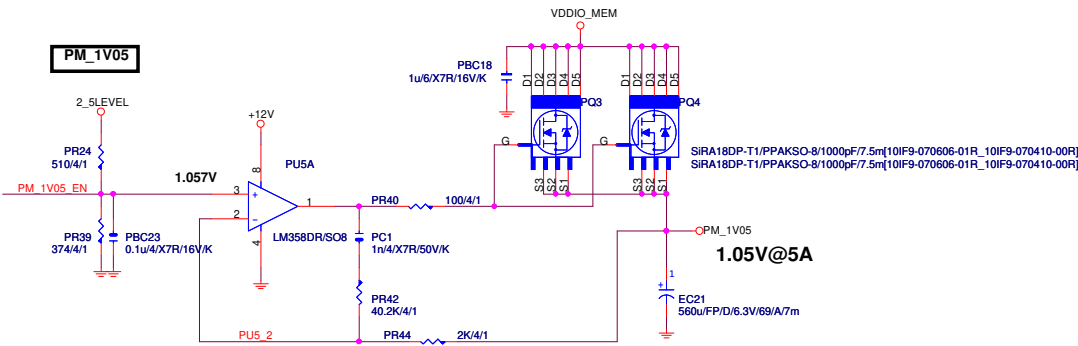 VDDIO_MEM
PM_1V05
PBC18
1u/6/X7R/16V/K
D1
D2
D3
D4
D5
D1
D2
D3
D4
D5
2_5LEVEL
+12V
PQ3
PQ4
PR24
510/4/1
PU5A
G
G
SiRA18DP-T1/PPAKSO-8/1000pF/7.5m[10IF9-070606-01R_10IF9-070410-00R]
SiRA18DP-T1/PPAKSO-8/1000pF/7.5m[10IF9-070606-01R_10IF9-070410-00R]
8
1.057V
S3
S2
S1
S3
S2
S1
PM_1V05_EN
3
+
1
PR40
100/4/1
2
-
PR39
374/4/1
PBC23
0.1u/4/X7R/16V/K
4
LM358DR/SO8
PC1
1n/4/X7R/50V/K
PM_1V05
1.05V@5A
1
+
EC21
560u/FP/D/6.3V/69/A/7m
PR42
40.2K/4/1
PU5_2
PR44
2K/4/1